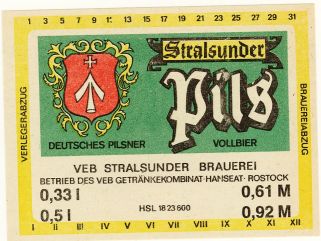 1 3 5 7 9 11 13 15 17 19 21 23 25 27 29 31
VERLEGERABZUG
Stralsunder
Pils
BRAUEREIABZUG
DEUTSCHES PILSNER
VOLLBIER
VEB STRALSUNDER BRAUEREI
BETRIEB DES VEB GETRÄNKEKOMBINAT·HANSEAT·ROSTOCK
0,33 l 0,61 M
0,5 l HSL 18 23 600 0,92 M
I II III IV V VI VII VIII IX X XI XII